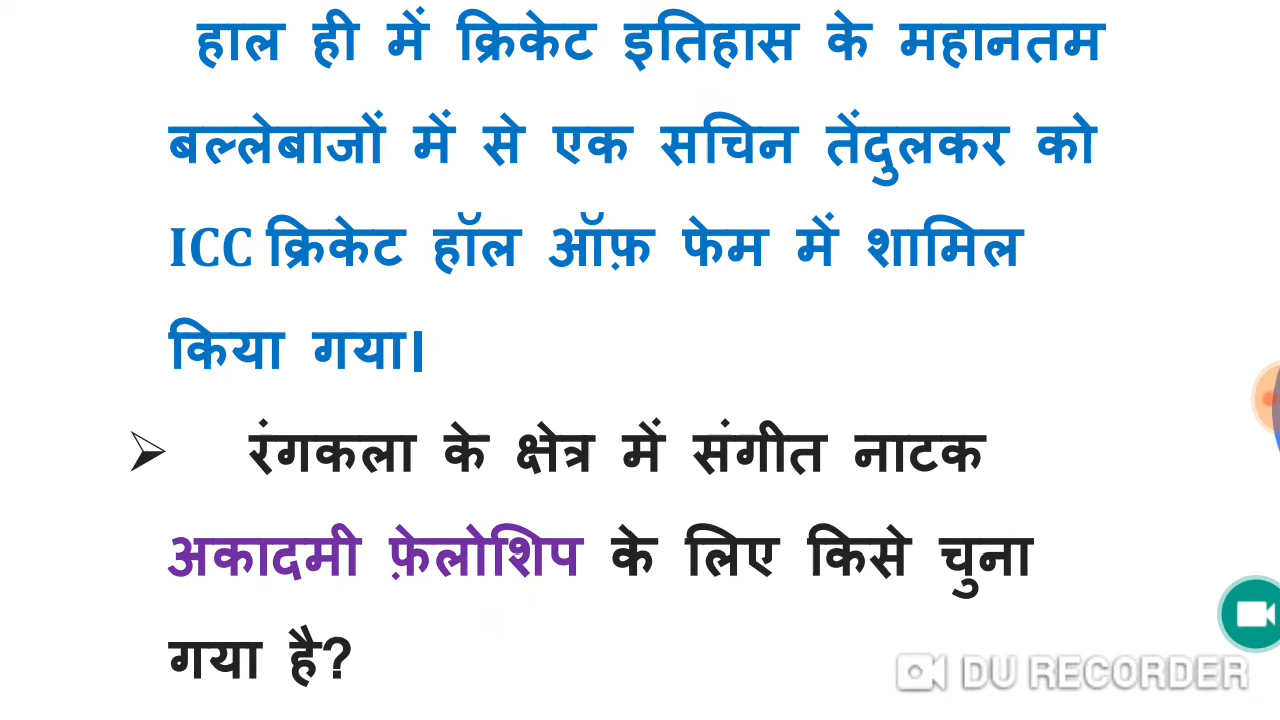 हाल ही में क्रिकेट इतिहास के महानतम
बल्लेबाजों में से एक सचिन तेंदुलकर को
ICC क्रिकेट हॉल ऑफ़ फेम में शामिल
किया गया।
➢ रंगकला के क्षेत्र में संगीत नाटक
अकादमी फ़ेलोशिप के लिए किसे चुना
गया है?
DU RECORDER